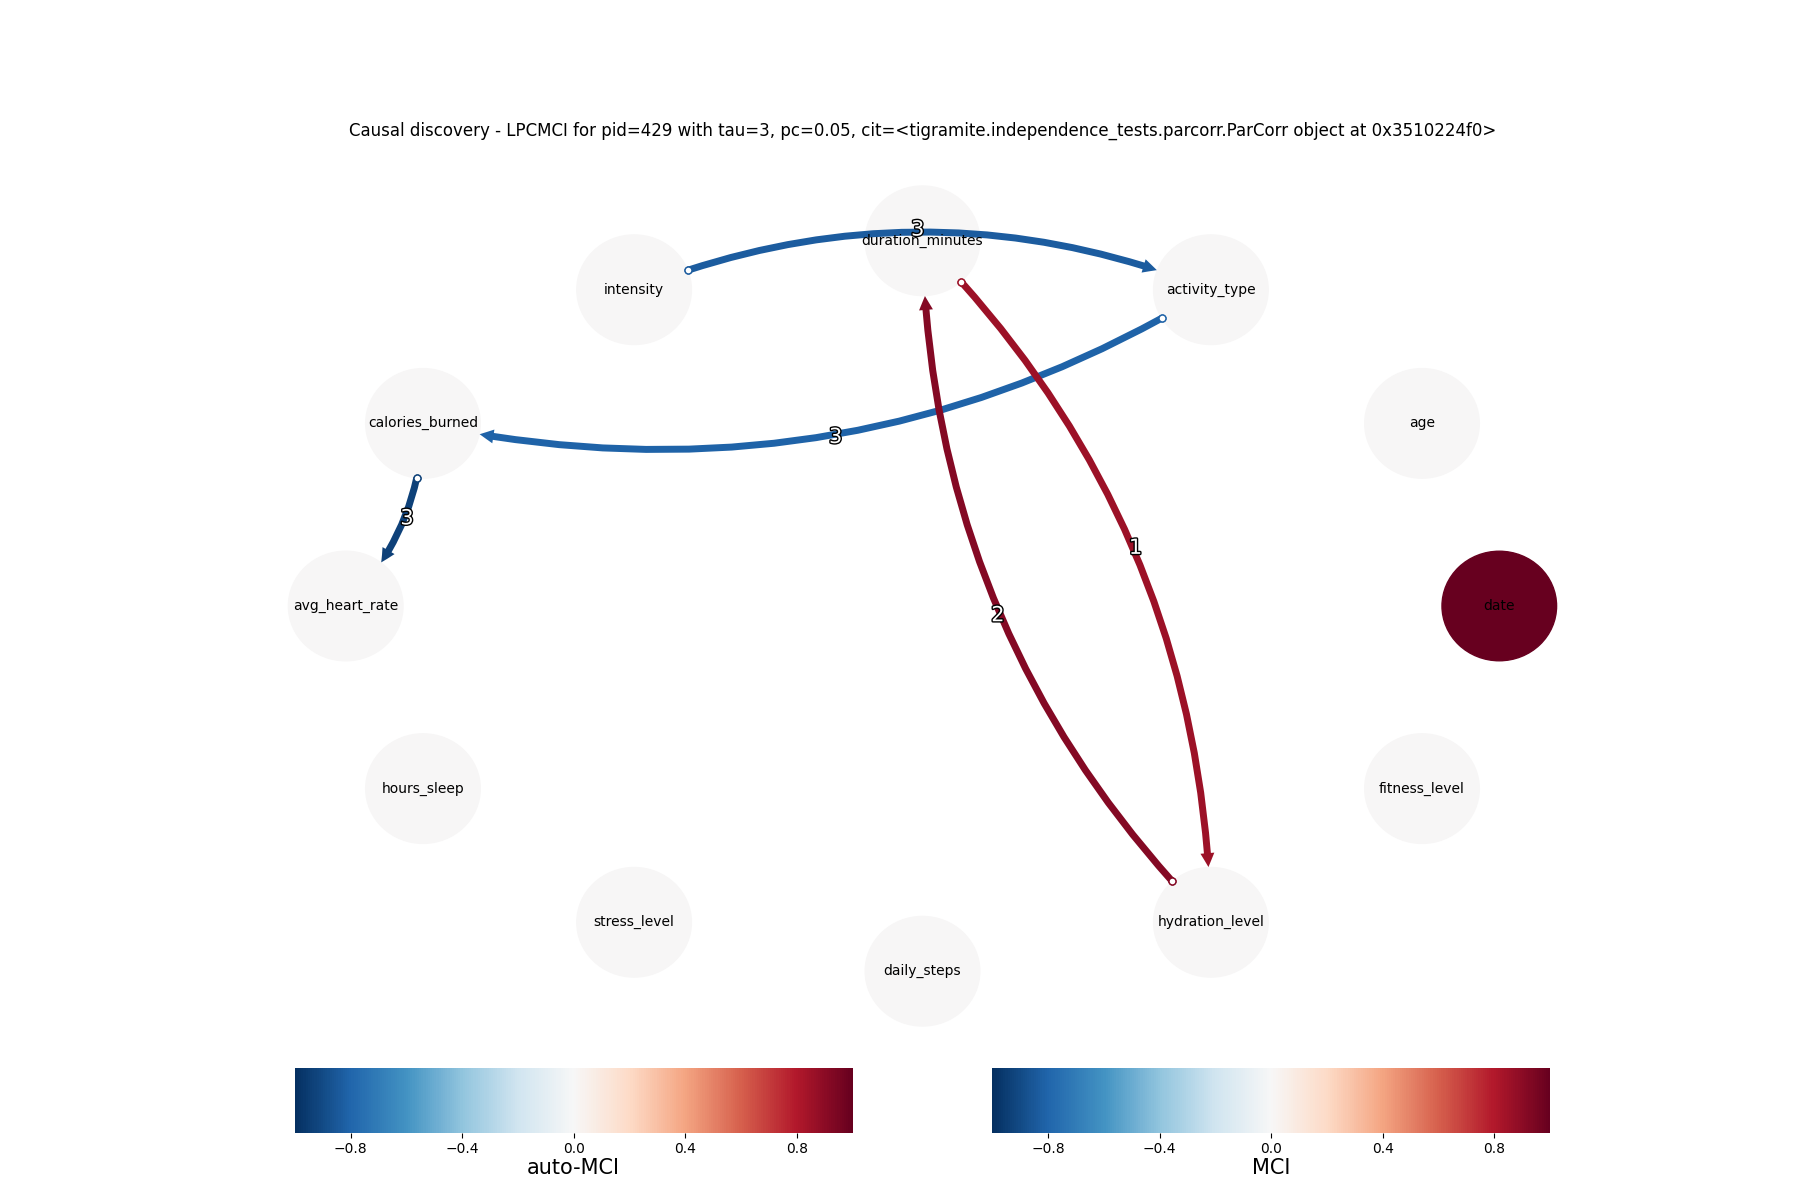 Causal discovery - LPCMCI for pid=429 with tau=3, pc=0.05, cit=<tigramite.independence_tests.parcorr.ParCorr object at 0x3510224f0>
3
duration_minutes
intensity
activity_type
calories_burned
age
3
3
1
avg_heart_rate
date
2
hours_sleep
fitness_level
stress_level
hydration_level
daily_steps
−0.8 −0.4 0.0 0.4 0.8
auto-MCI
−0.8 −0.4 0.0 0.4 0.8
MCI